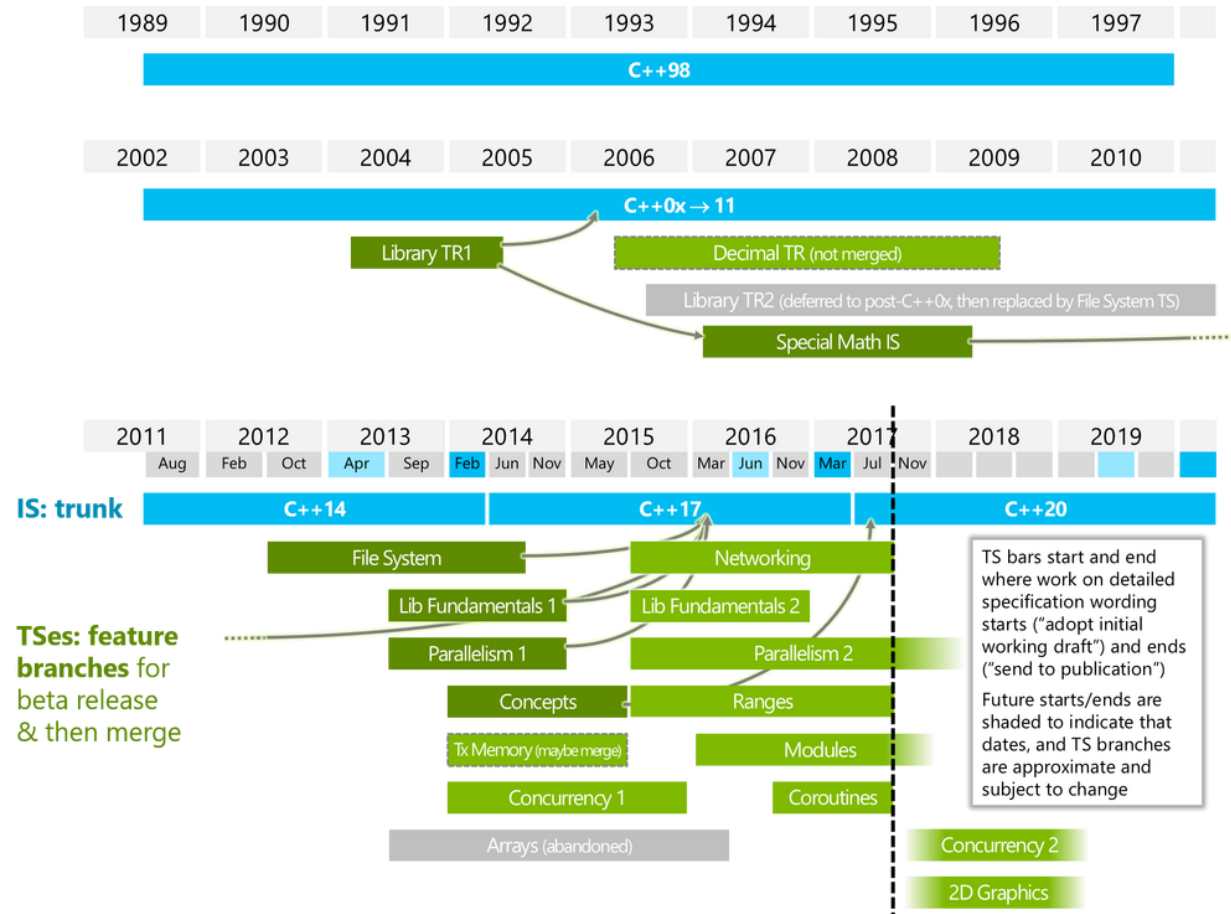 1989 1990 1991 1992 1993 1994 1995 1996 1997
C++98
2002 2003 2004 2005 2006 2007 2008 2009 2010
C++0x → 11
Library TR1 Decimal TR (not merged)
Library TR2 (deferred to post-C++0x, then replaced by File System TS)
Special Math IS
2011 2012 2013 2014 2015 2016 2017 2018 2019
Aug Feb Oct Apr Sep Feb Jun Nov May Oct Mar Jun Nov Mar Jul Nov
IS: trunk C++14 C++17 C++20
File System Networking
Lib Fundamentals 1 Lib Fundamentals 2
Parallelism 1 Parallelism 2
Concepts Ranges
Tx Memory (maybe merge) Modules
Concurrency 1 Coroutines
Arrays (abandoned)
Concurrency 2
2D Graphics
TSes: feature
branches for
beta release
& then merge
TS bars start and end
where work on detailed
specification wording
starts (“adopt initial
working draft”) and ends
(“send to publication”)
Future starts/ends are
shaded to indicate that
dates, and TS branches
are approximate and
subject to change